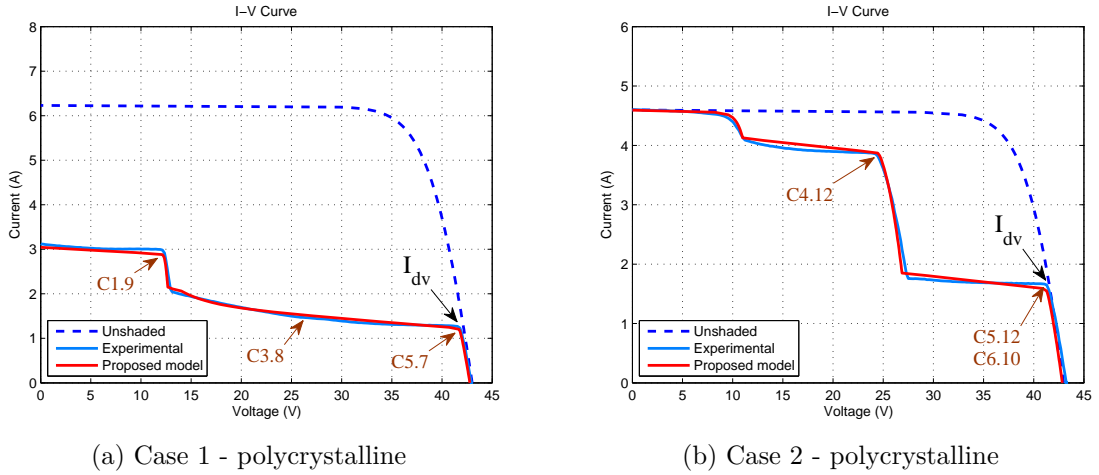 I−V Curve
8
7
6
5
4
3
2
1
0
Current (A)
0 5 10 15 20 25 30 35 40 45
Voltage (V)
C1.9
C3.8
C5.7
I_dv
Unshaded
Experimental
Proposed model
(a) Case 1 - polycrystalline
I−V Curve
6
5
4
3
2
1
0
Current (A)
0 5 10 15 20 25 30 35 40 45
Voltage (V)
C4.12
I_dv
C5.12
C6.10
Unshaded
Experimental
Proposed model
(b) Case 2 - polycrystalline